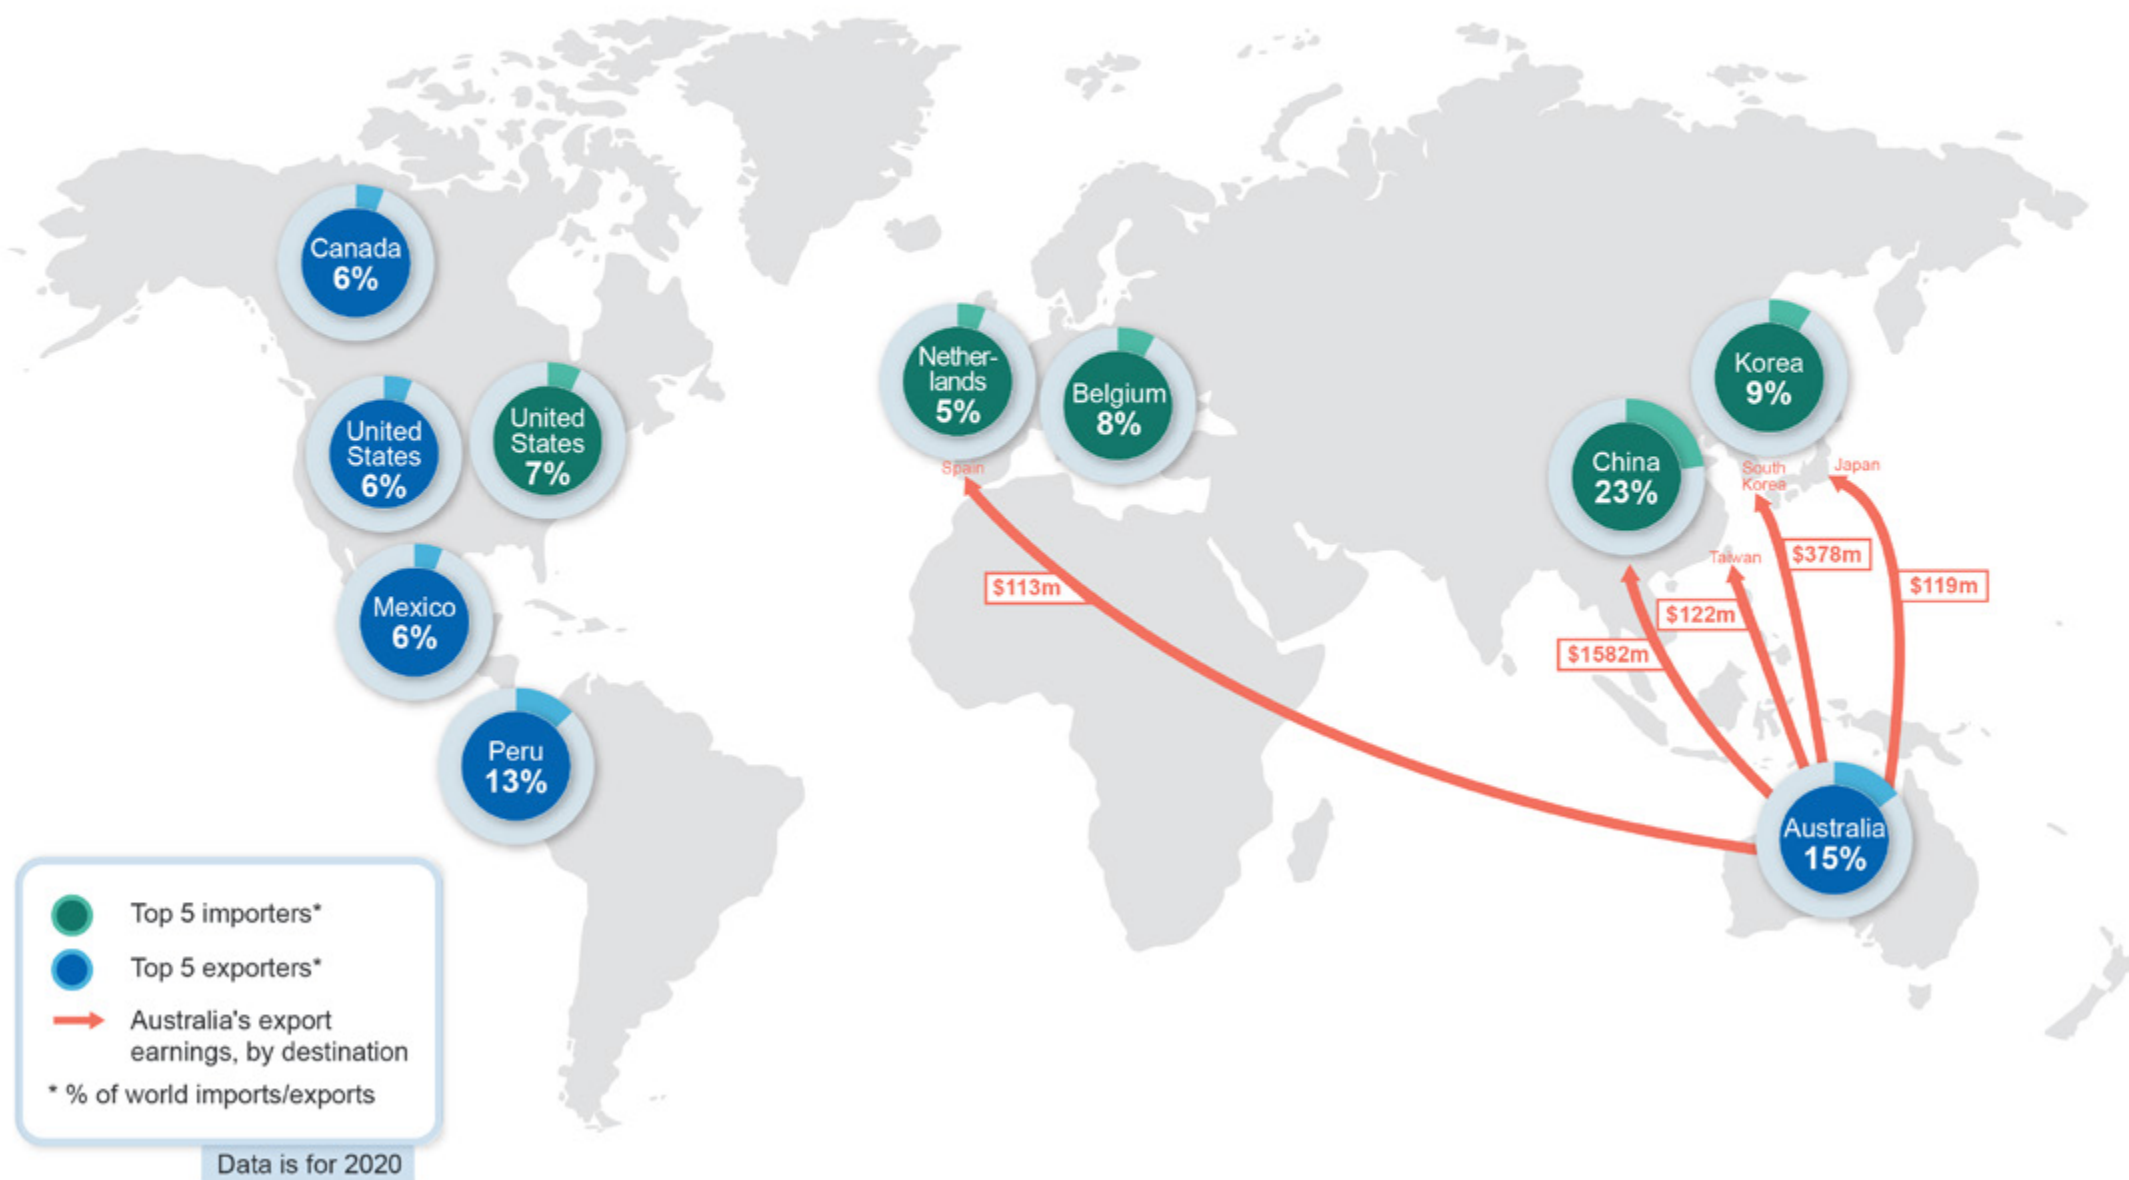 Canada
6%
United
States
6%
United
States
7%
Mexico
6%
Peru
13%
Nether-
lands
5%
Belgium
8%
Spain
$113m
Korea
9%
China
23%
South
Korea
Japan
Taiwan
$378m
$119m
$122m
$1582m
Australia
15%
Top 5 importers*
Top 5 exporters*
Australia's export
earnings, by destination
* % of world imports/exports
Data is for 2020